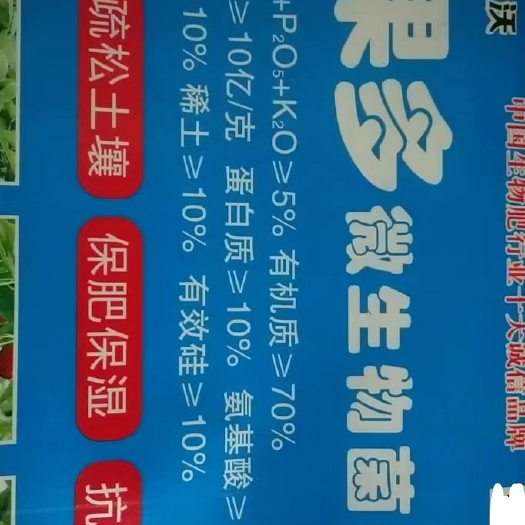 沃
中国生物肥行业十大诚信品牌
果多微生物菌
+P₂O₅+K₂O≥5% 有机质≥70%
≥10亿/克 蛋白质≥10% 氨基酸≥
10% 稀土≥10% 有效硅≥10%
疏松土壤 保肥保湿 抗